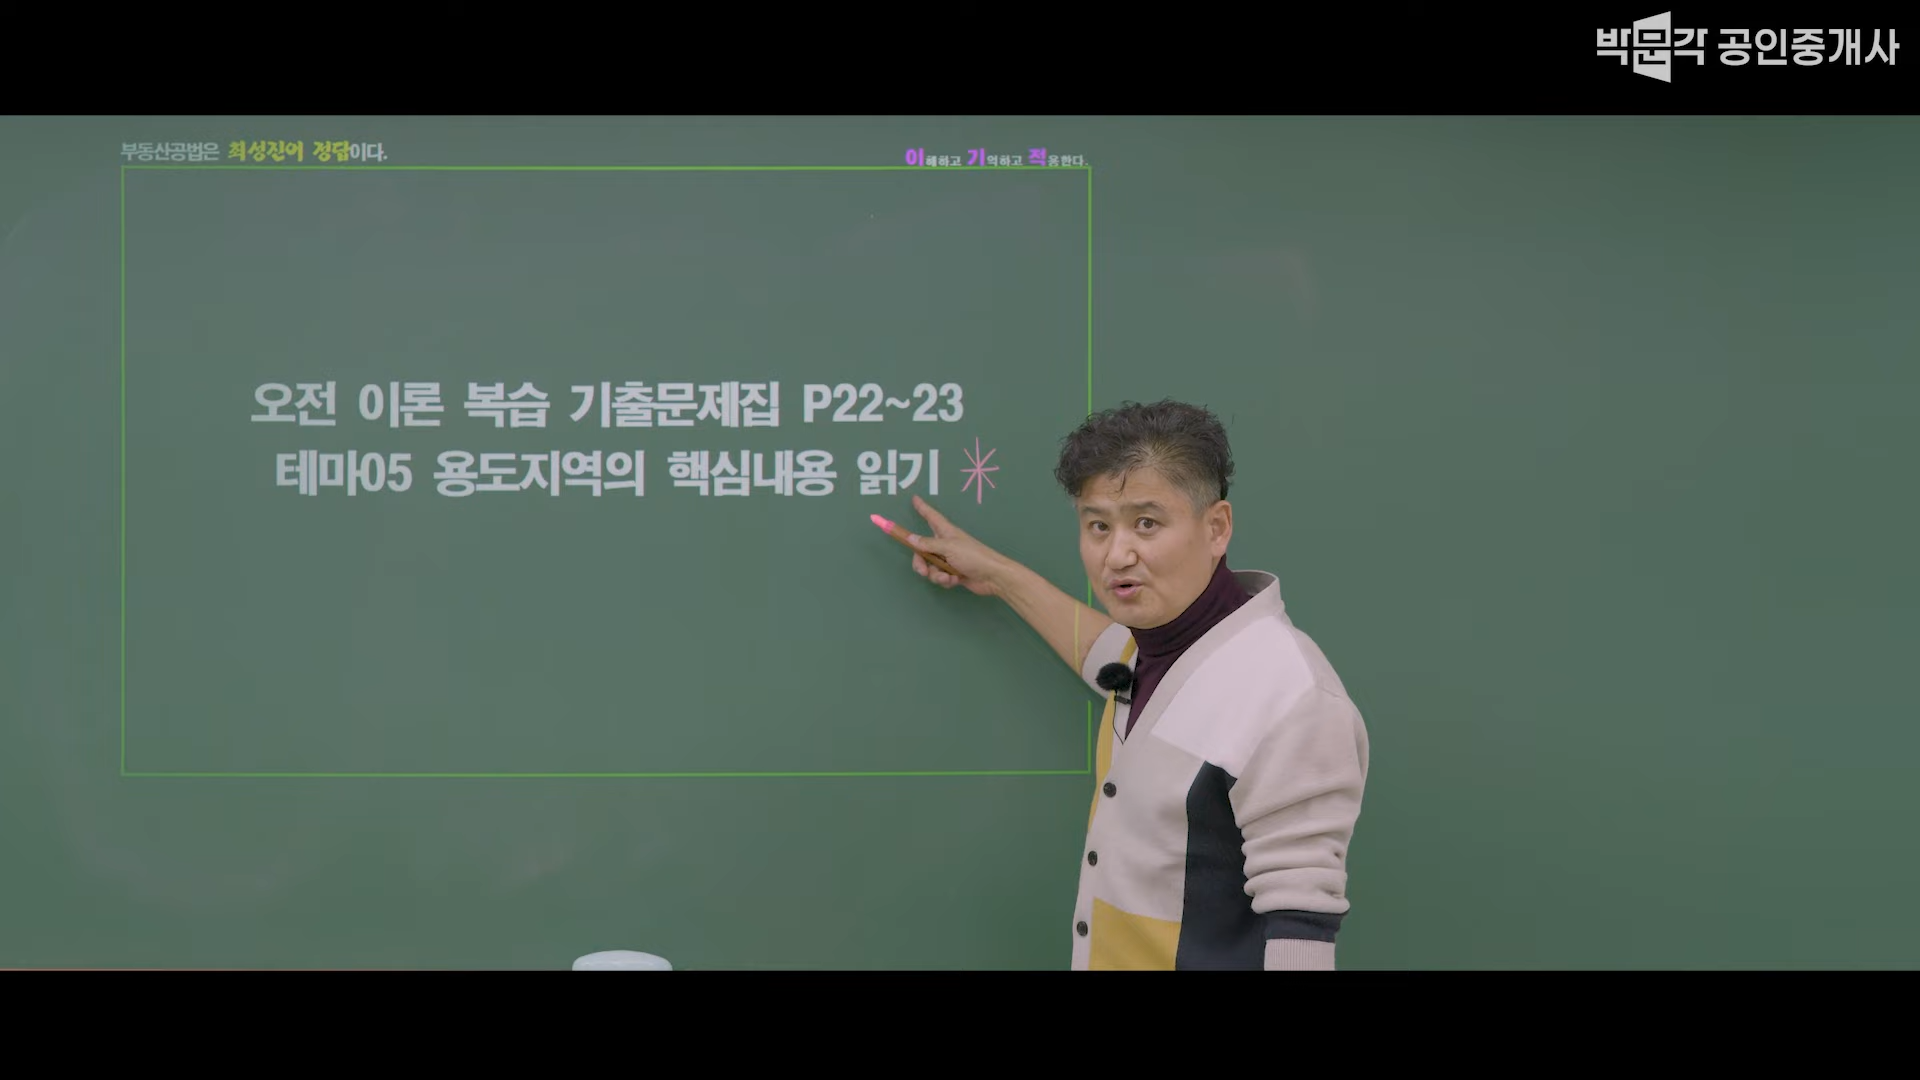 박문각 공인중개사
부동산공법은 최성진이 정답이다.
이해하고 기억하고 적응한다.
오전 이론 복습 기출문제집 P22~23
테마05 용도지역의 핵심내용 읽기